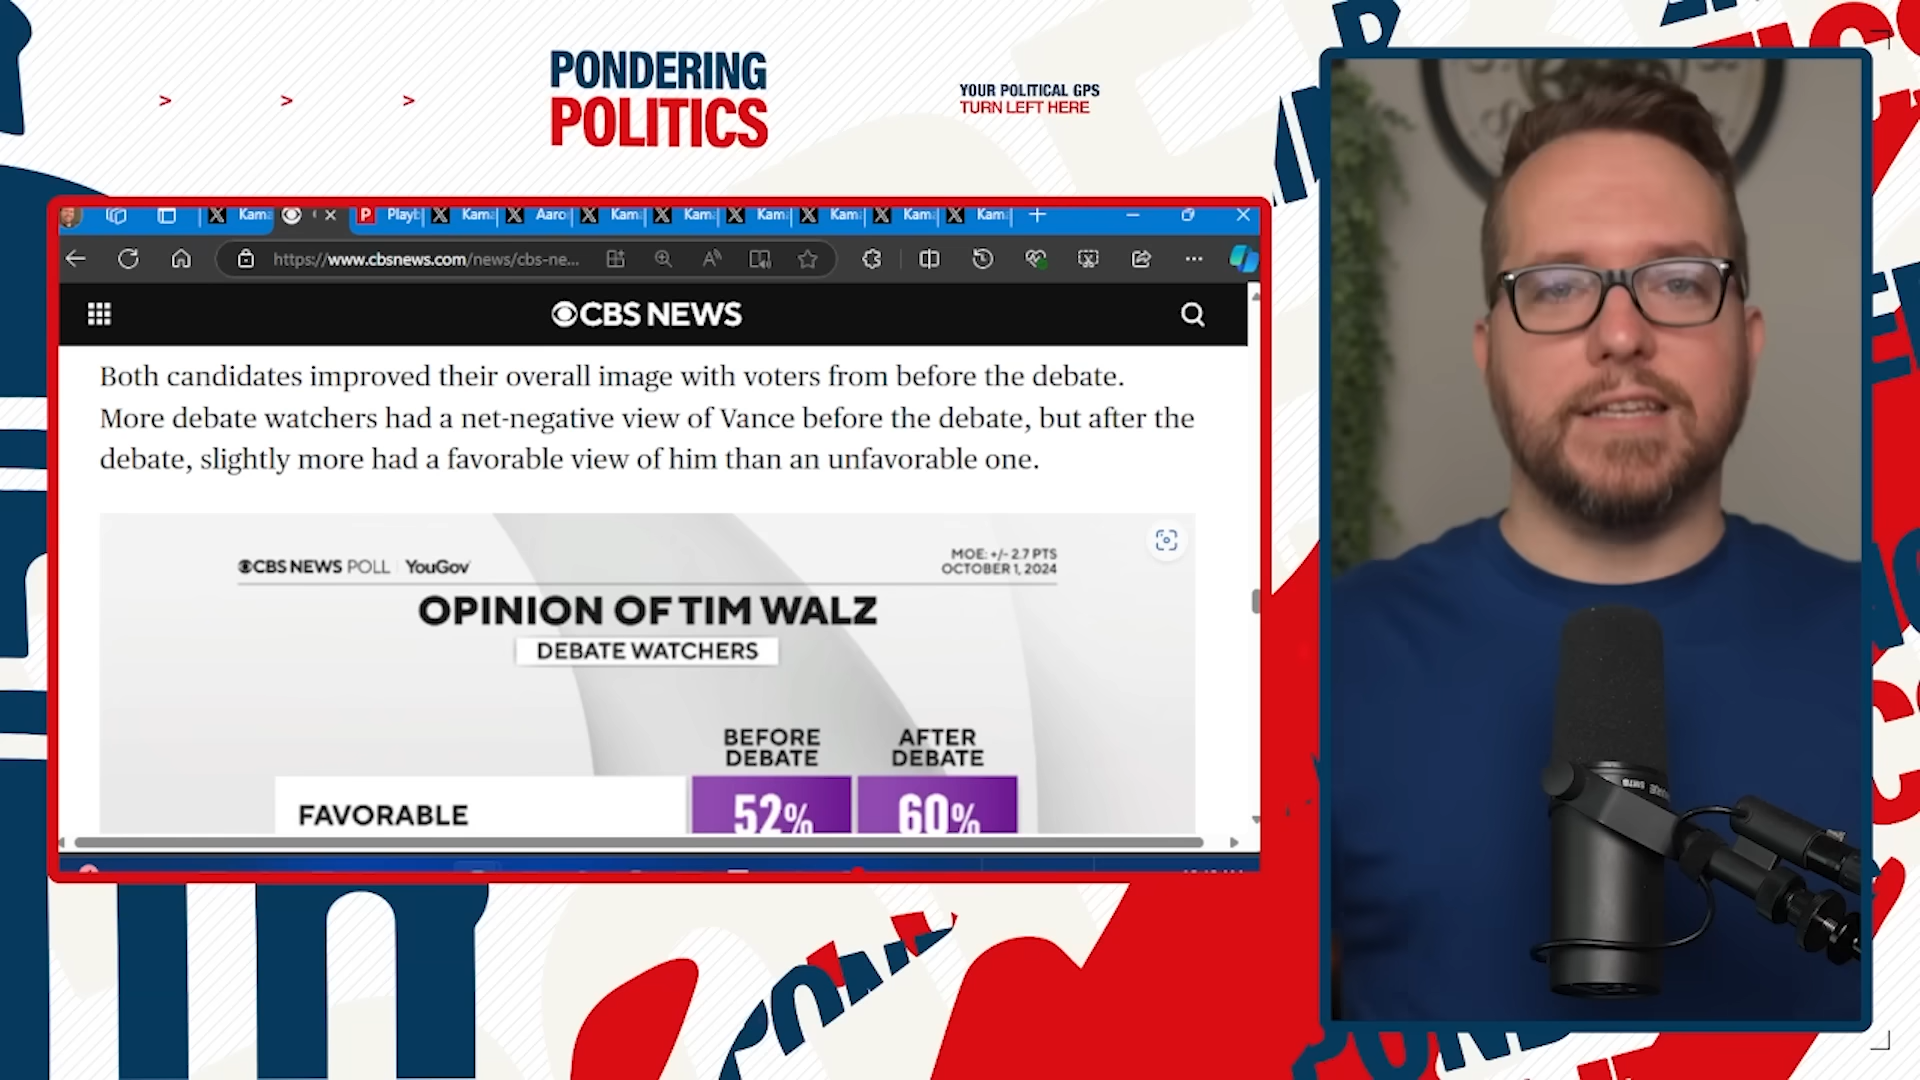 PONDERING
POLITICS
YOUR POLITICAL GPS
TURN LEFT HERE
> > >
Kama
Playb
Kama
Aaro
Kam
Kam
Kam
Kam
Kam
Kam
https://www.cbsnews.com/news/cbs-ne...
CBS NEWS
Both candidates improved their overall image with voters from before the debate.
More debate watchers had a net-negative view of Vance before the debate, but after the
debate, slightly more had a favorable view of him than an unfavorable one.
CBS NEWS POLL YouGov
MOE: +/- 2.7 PTS
OCTOBER 1, 2024
OPINION OF TIM WALZ
DEBATE WATCHERS
BEFORE
DEBATE
AFTER
DEBATE
FAVORABLE 52% 60%